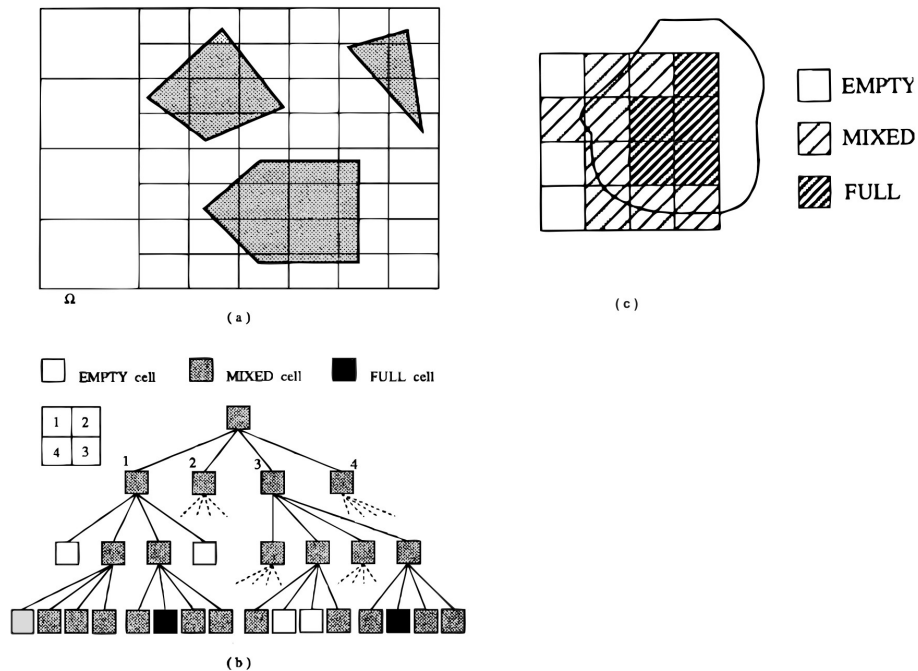 Ω
( a )
EMPTY
MIXED
FULL
( c )
EMPTY cell MIXED cell FULL cell
1 2
4 3
1 2 3 4
( b )